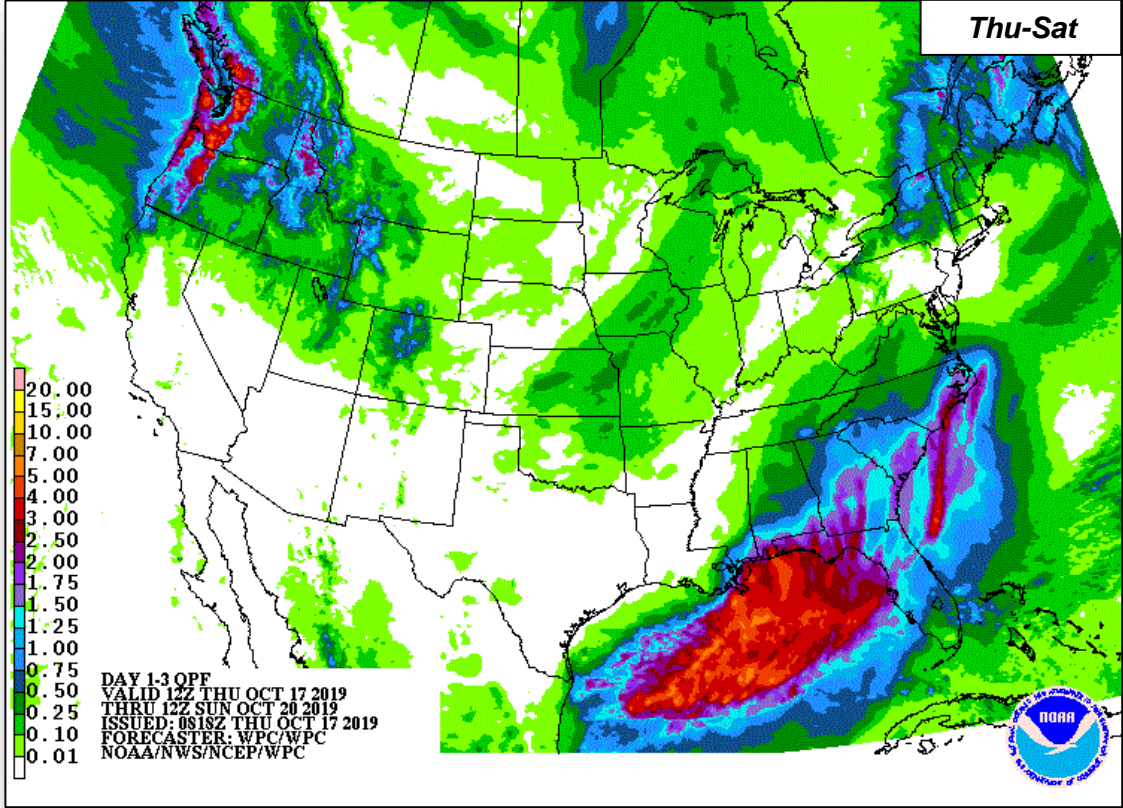 Thu-Sat
20.00
15.00
10.00
7.00
5.00
4.00
3.00
2.50
2.00
1.75
1.50
1.25
1.00
0.75
0.50
0.25
0.10
0.01
DAY 1-3 QPF
VALID 12Z THU OCT 17 2019
THRU 12Z SUN OCT 20 2019
ISSUED: 0818Z THU OCT 17 2019
FORECASTER: WPC/WPC
NOAA/NWS/NCEP/WPC
NOAA